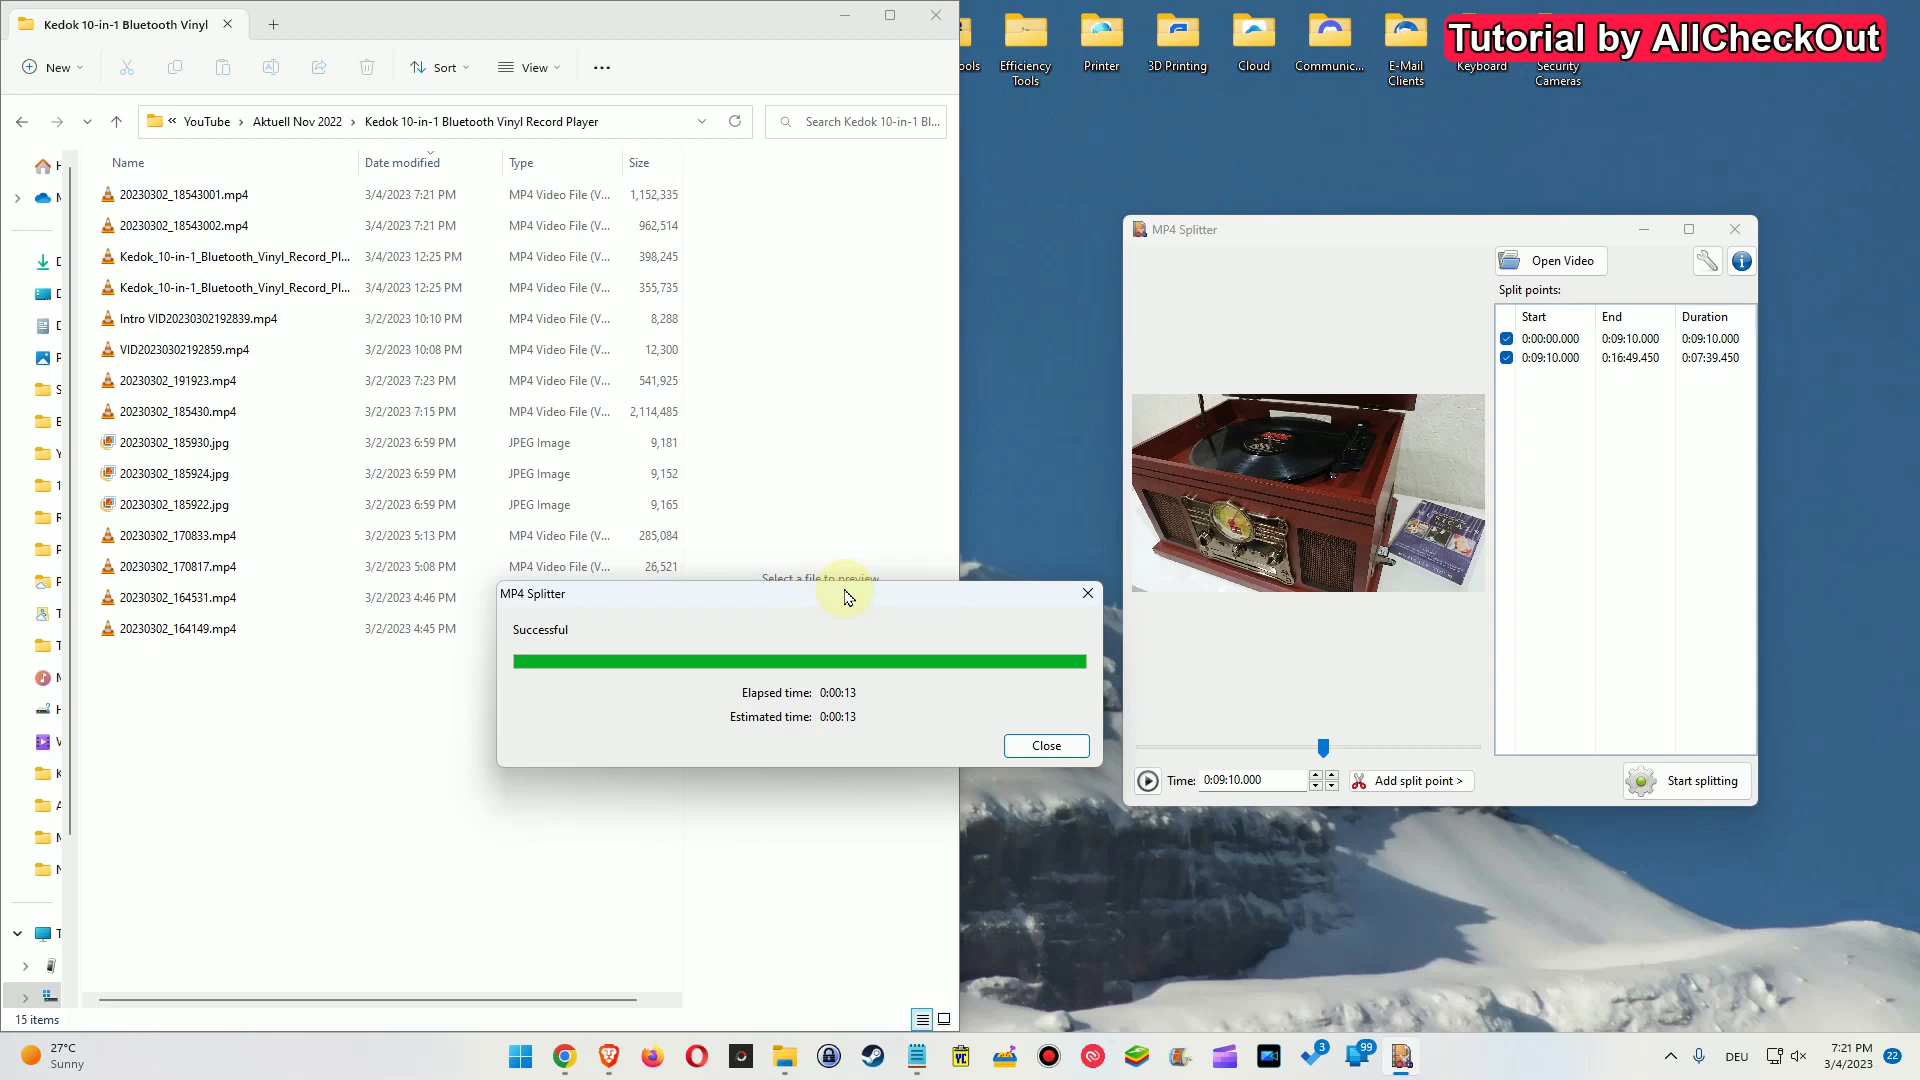 Kedok 10-in-1 Bluetooth Vinyl
New
Sort
View
YouTube
Aktuell Nov 2022
Kedok 10-in-1 Bluetooth Vinyl Record Player
Search Kedok 10-in-1 Bl...
Name
Date modified
Type
Size
20230302_18543001.mp4 3/4/2023 7:21 PM MP4 Video File (V... 1,152,335
20230302_18543002.mp4 3/4/2023 7:21 PM MP4 Video File (V... 962,514
Kedok_10-in-1_Bluetooth_Vinyl_Record_Pl... 3/4/2023 12:25 PM MP4 Video File (V... 398,245
Kedok_10-in-1_Bluetooth_Vinyl_Record_Pl... 3/4/2023 12:25 PM MP4 Video File (V... 355,735
Intro VID20230302192839.mp4 3/2/2023 10:10 PM MP4 Video File (V... 8,288
VID20230302192859.mp4 3/2/2023 10:08 PM MP4 Video File (V... 12,300
20230302_191923.mp4 3/2/2023 7:23 PM MP4 Video File (V... 541,925
20230302_185430.mp4 3/2/2023 7:15 PM MP4 Video File (V... 2,114,485
20230302_185930.jpg 3/2/2023 6:59 PM JPEG Image 9,181
20230302_185924.jpg 3/2/2023 6:59 PM JPEG Image 9,152
20230302_185922.jpg 3/2/2023 6:59 PM JPEG Image 9,165
20230302_170833.mp4 3/2/2023 5:13 PM MP4 Video File (V... 285,084
20230302_170817.mp4 3/2/2023 5:08 PM MP4 Video File (V... 26,521
20230302_164531.mp4 3/2/2023 4:46 PM
20230302_164149.mp4 3/2/2023 4:45 PM
Select a file to preview
15 items
MP4 Splitter
Successful
Elapsed time: 0:00:13
Estimated time: 0:00:13
Close
Efficiency Tools
Printer
3D Printing
Cloud
Communic...
E-Mail Clients
Keyboard
Security Cameras
Tutorial by AllCheckOut
MP4 Splitter
Open Video
Split points:
Start End Duration
0:00:00.000 0:09:10.000 0:09:10.000
0:09:10.000 0:16:49.450 0:07:39.450
Time: 0:09:10.000
Add split point >
Start splitting
27°C
Sunny
3
99
DEU
7:21 PM
3/4/2023
22